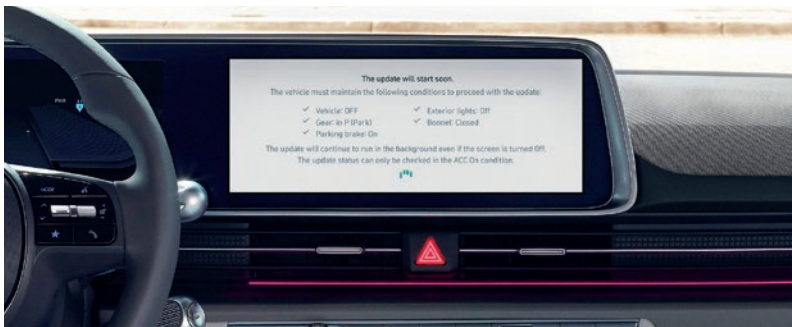 The update will start soon.
The vehicle must maintain the following conditions to proceed with the update:
✓ Vehicle: OFF ✓ Exterior lights: Off
✓ Gear: in P (Park) ✓ Bonnet: Closed
✓ Parking brake: On
The update will continue to run in the background even if the screen is turned Off.
The update status can only be checked in the ACC On condition.
MODE